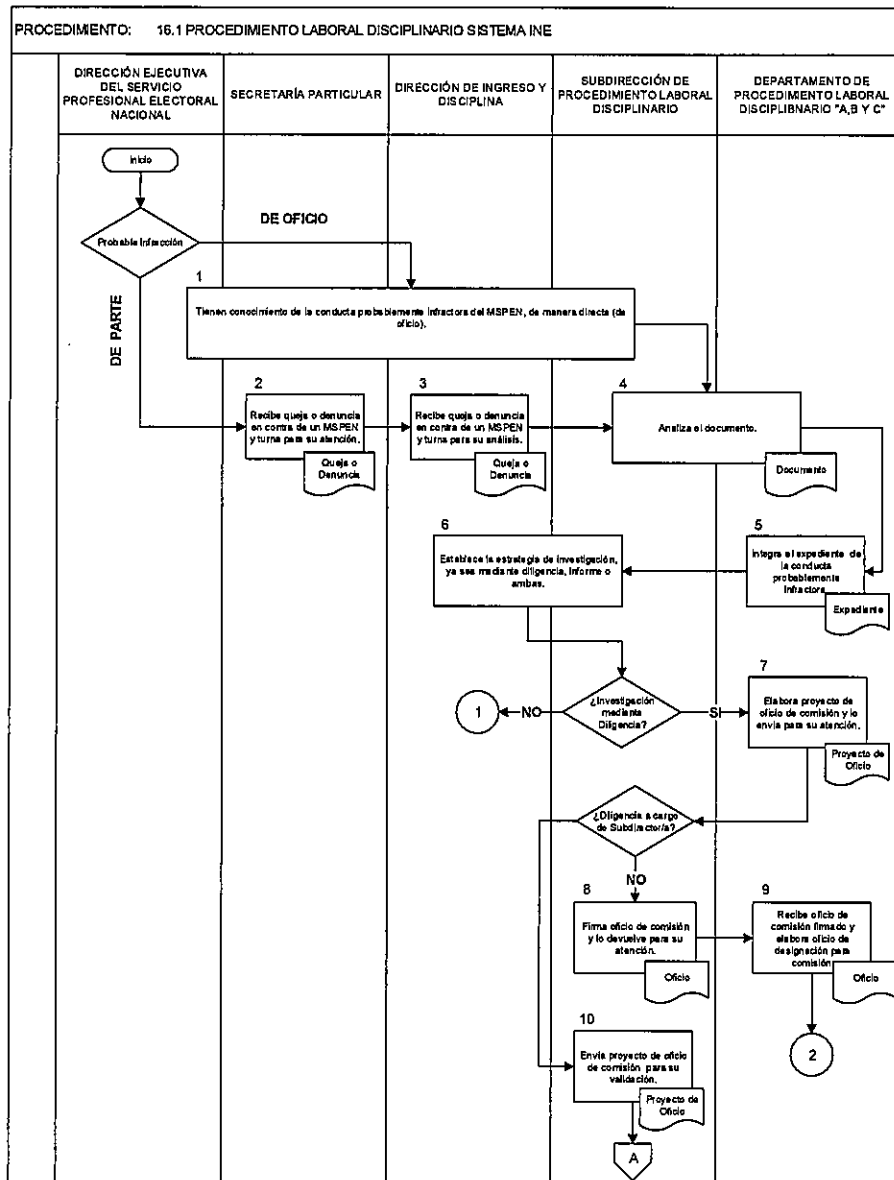 PROCEDIMIENTO: 16.1 PROCEDIMIENTO LABORAL DISCIPLINARIO SISTEMA INE
DIRECCIÓN EJECUTIVA
DEL SERVICIO
PROFESIONAL ELECTORAL
NACIONAL
SECRETARÍA PARTICULAR
DIRECCIÓN DE INGRESO Y
DISCIPLINA
SUBDIRECCIÓN DE
PROCEDIMIENTO LABORAL
DISCIPLINARIO
DEPARTAMENTO DE
PROCEDIMIENTO LABORAL
DISCIPLIBNARIO "A,B Y C"
Inicio
Probable Infracción
DE OFICIO
DE PARTE
1
Tienen conocimiento de la conducta probablemente infractora del MSPEN, de manera directa (de
oficio).
2
Recibe queja o denuncia
en contra de un MSPEN
y turna para su atención.
Queja o
Denuncia
3
Recibe queja o denuncia
en contra de un MSPEN
y turna para su análisis.
Queja o
Denuncia
4
Analiza el documento.
Documento
5
Integra el expediente de
la conducta
probablemente
infractora
Expediente
6
Establece la estrategia de investigación,
ya sea mediante diligencia, informe o
ambas.
¿Investigación
mediante
Diligencia?
NO
1
SI
7
Elabora proyecto de
oficio de comisión y lo
envía para su atención.
Proyecto de
Oficio
¿Diligencia a cargo
de Subdirector/a?
NO
8
Firma oficio de comisión
y lo devuelve para su
atención.
Oficio
9
Recibe oficio de
comisión firmado y
elabora oficio de
designación para
comisión
Oficio
2
10
Envía proyecto de oficio
de comisión para su
validación.
Proyecto de
Oficio
A